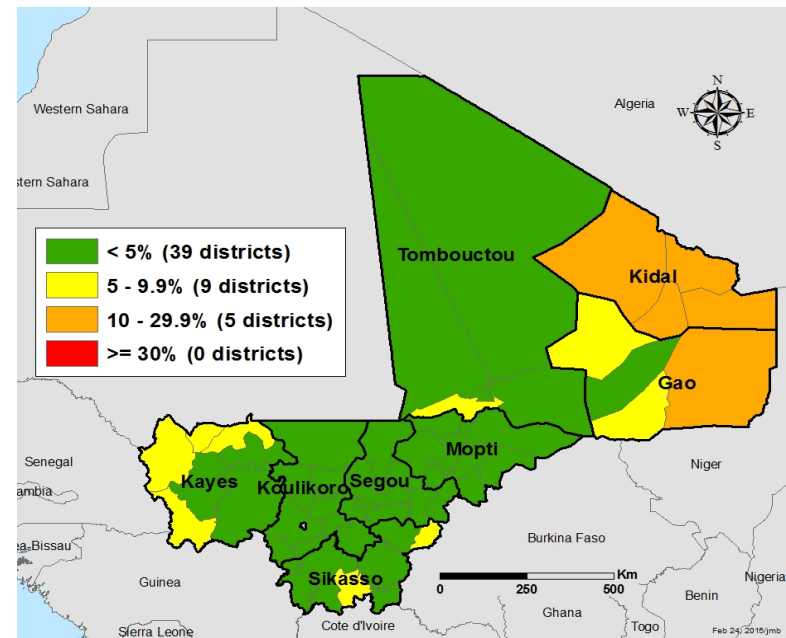 Western Sahara
Algeria
N
W
E
S
stern Sahara
< 5% (39 districts)
5 - 9.9% (9 districts)
10 - 29.9% (5 districts)
>= 30% (0 districts)
Tombouctou
Kidal
Gao
Mopti
Senegal
Kayes
Koulikoro
Segou
Niger
ambia
Burkina Faso
ea-Bissau
Guinea
Sikasso
Km
0
250
500
Nigeria
Benin
Ghana
Togo
Sierra Leone
Cote d'Ivoire
Feb 24, 2015/jmb